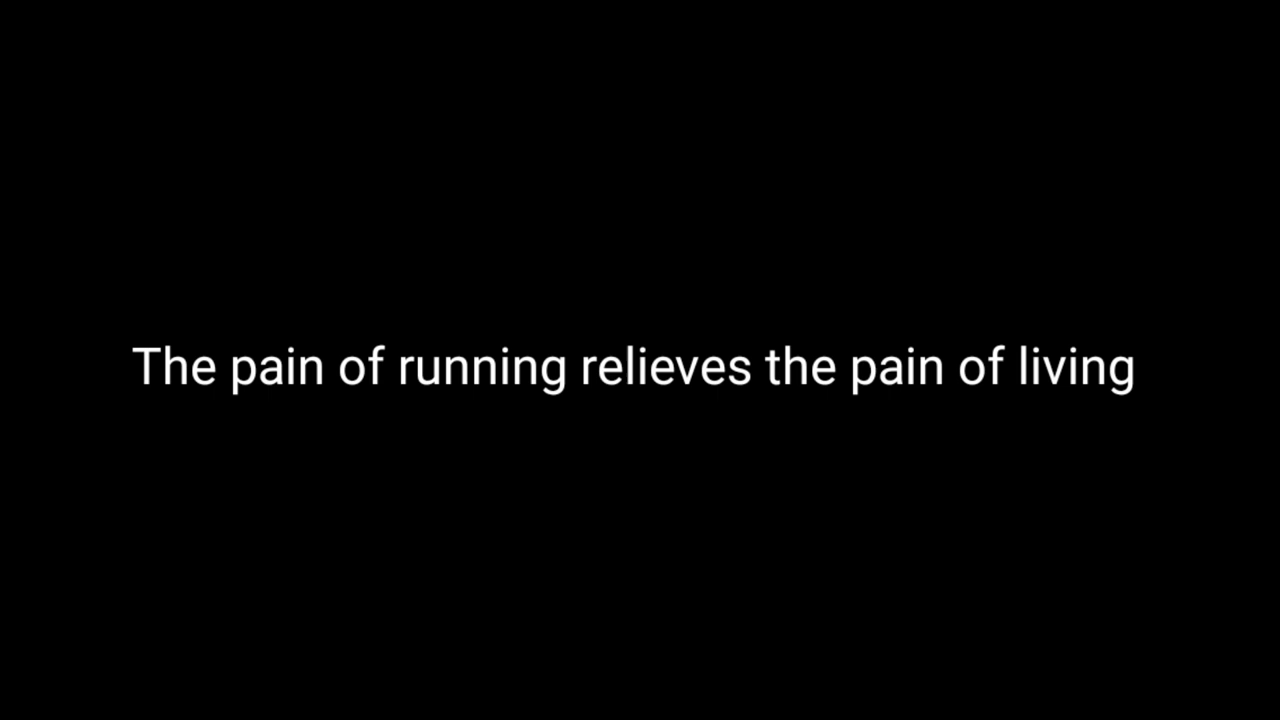 The pain of running relieves the pain of living